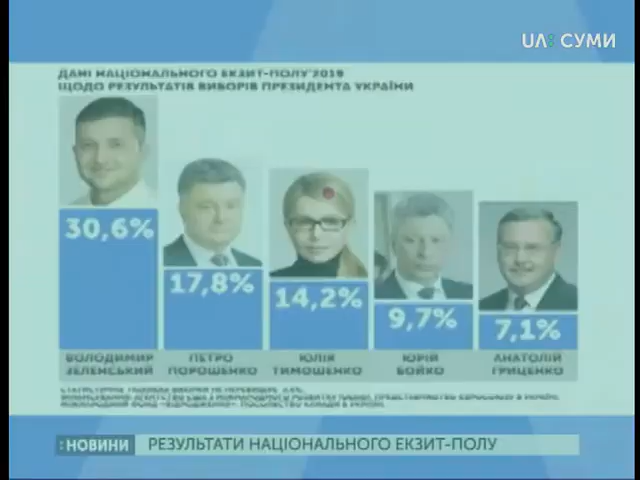 UA: СУМИ
ДАНІ НАЦІОНАЛЬНОГО ЕКЗИТ-ПОЛУ'2019
ЩОДО РЕЗУЛЬТАТІВ ВИБОРІВ ПРЕЗИДЕНТА УКРАЇНИ
30,6%
17,8%
14,2%
9,7%
7,1%
ВОЛОДИМИР ЗЕЛЕНСЬКИЙ
ПЕТРО ПОРОШЕНКО
ЮЛІЯ ТИМОШЕНКО
ЮРІЙ БОЙКО
АНАТОЛІЙ ГРИЦЕНКО
:НОВИНИ
РЕЗУЛЬТАТИ НАЦІОНАЛЬНОГО ЕКЗИТ-ПОЛУ